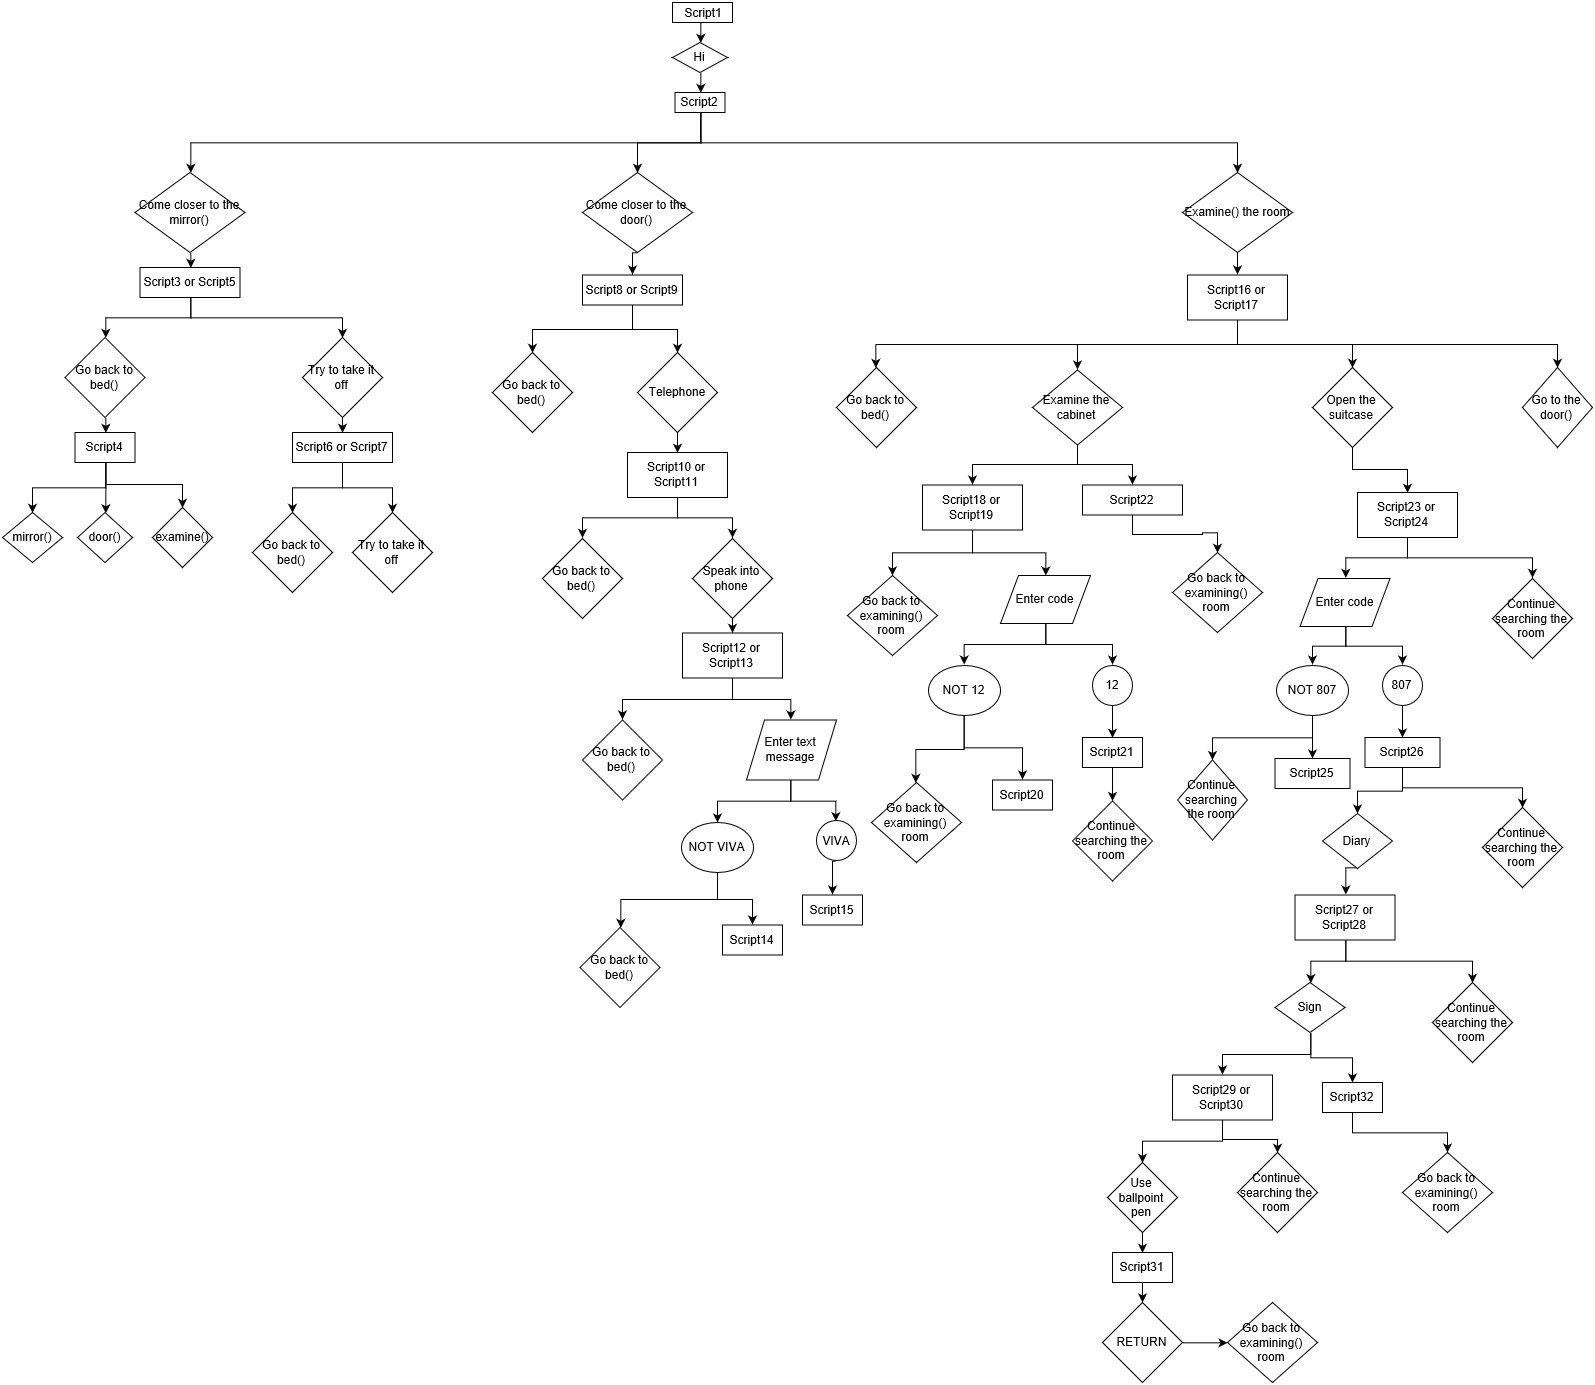 Script1
Hi
Script2
Come closer to the
mirror()
Come closer to the
door()
Examine() the room
Script3 or Script5
Script8 or Script9
Script16 or
Script17
Go back to
bed()
Try to take it
off
Go back to
bed()
Telephone
Go back to
bed()
Examine the
cabinet
Open the
suitcase
Go to the
door()
Script4
Script6 or Script7
Script10 or
Script11
Script18 or
Script19
Script22
Script23 or
Script24
mirror()
door()
examine()
Go back to
bed()
Try to take it
off
Go back to
bed()
Speak into
phone
Go back to
examining()
room
Enter code
Go back to
examining()
room
Enter code
Continue
searching the
room
Script12 or
Script13
NOT 12
12
NOT 807
807
Go back to
bed()
Enter text
message
Script21
Script26
Script25
Continue
searching
the room
Go back to
examining()
room
Script20
Continue
searching the
room
Diary
Continue
searching the
room
NOT VIVA
VIVA
Script15
Script14
Go back to
bed()
Script27 or
Script28
Sign
Continue
searching the
room
Script29 or
Script30
Script32
Use
ballpoint
pen
Continue
searching the
room
Go back to
examining()
room
Script31
RETURN
Go back to
examining()
room